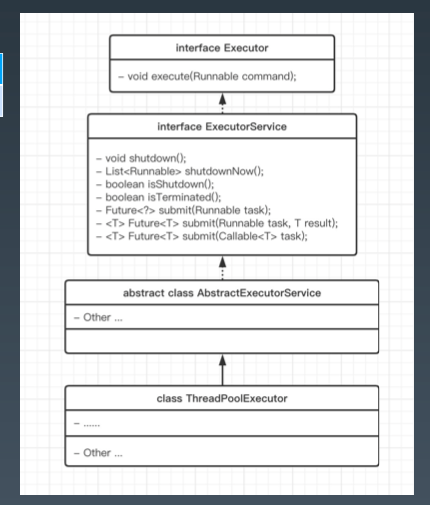 interface Executor
- void execute(Runnable command);
interface ExecutorService
- void shutdown();
- List<Runnable> shutdownNow();
- boolean isShutdown();
- boolean isTerminated();
- Future<?> submit(Runnable task);
- <T> Future<T> submit(Runnable task, T result);
- <T> Future<T> submit(Callable<T> task);
abstract class AbstractExecutorService
- Other ...
class ThreadPoolExecutor
- ......
- Other ...